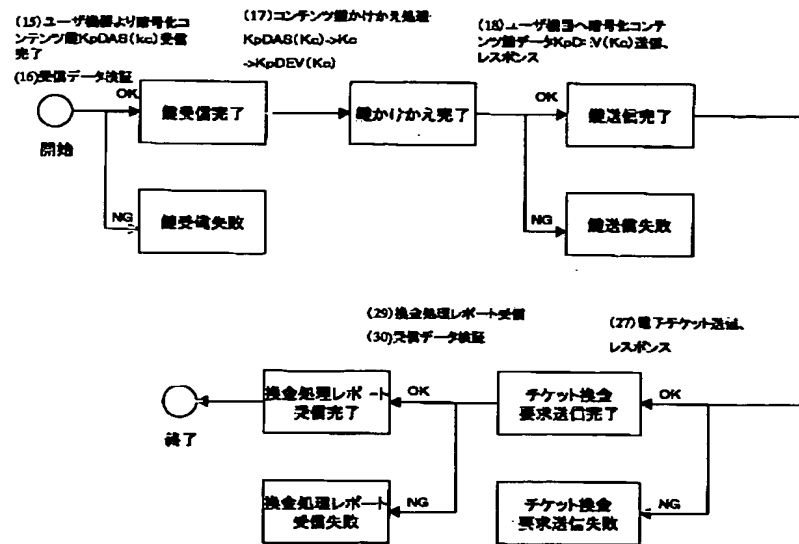 (15)ユーザ機器より暗号化コ
ンテンツ鍵KpDAS(kc)受信
完了
(16)受信データ検証
(17)コンテンツ鍵かけかえ処理
KpDAS(Kc)->Kc
->KpDEV(Kc)
(18)ユーザ機器へ暗号化コンテ
ンツ鍵データ(Kc)送信、
レスポンス
開始
OK
鍵受信完了
鍵かけかえ完了
OK
鍵送信完了
NG
鍵受信失敗
NG
鍵送信失敗
(29)換金処理レポート受信
(30)受信データ検証
(27)電子チケット送信、
レスポンス
終了
換金処理レポート
受信完了
OK
チケット換金
要求送信完了
OK
換金処理レポート
受信失敗
NG
チケット換金
要求送信失敗
NG